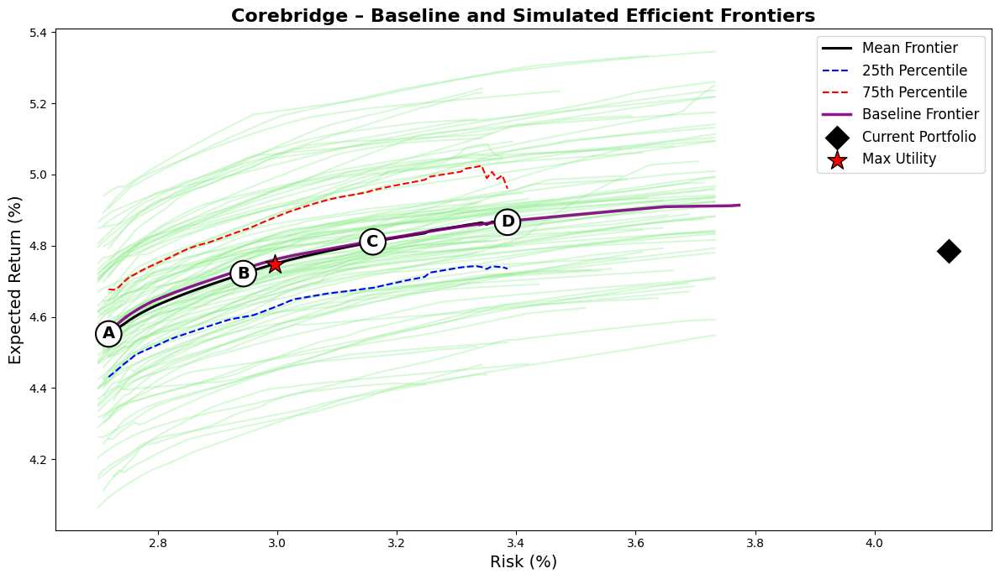 Corebridge – Baseline and Simulated Efficient Frontiers
Expected Return (%)
5.4
5.2
5.0
4.8
4.6
4.4
4.2
Mean Frontier
25th Percentile
75th Percentile
Baseline Frontier
Current Portfolio
Max Utility
A
B
C
D
2.8 3.0 3.2 3.4 3.6 3.8 4.0
Risk (%)